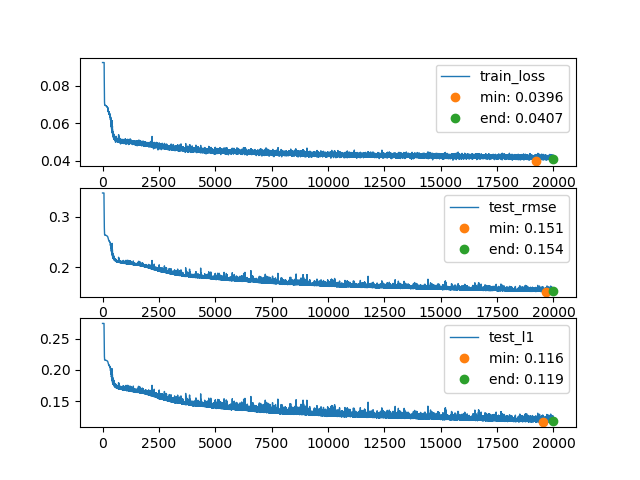 0.08
0.06
0.04
train_loss
min: 0.0396
end: 0.0407
0 2500 5000 7500 10000 12500 15000 17500 20000
0.3
0.2
test_rmse
min: 0.151
end: 0.154
0 2500 5000 7500 10000 12500 15000 17500 20000
0.25
0.20
0.15
test_l1
min: 0.116
end: 0.119
0 2500 5000 7500 10000 12500 15000 17500 20000